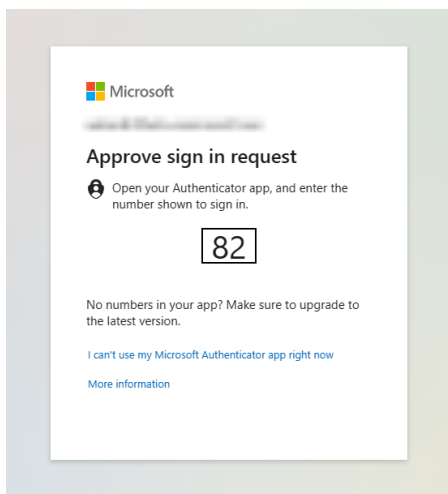 Microsoft
Approve sign in request
Open your Authenticator app, and enter the
number shown to sign in.
82
No numbers in your app? Make sure to upgrade to
the latest version.
I can't use my Microsoft Authenticator app right now
More information